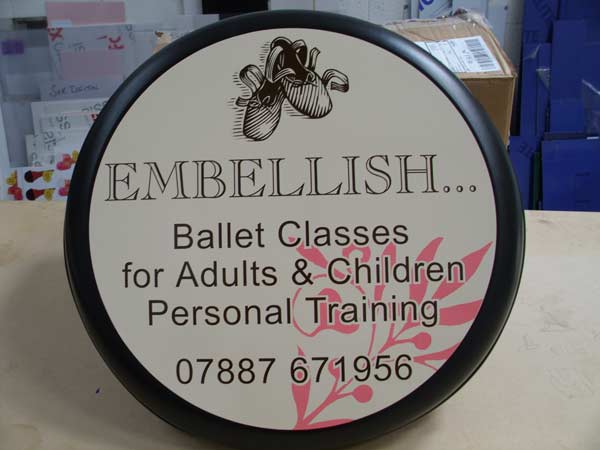 EMBELLISH...
Ballet Classes
for Adults & Children
Personal Training
07887 671956